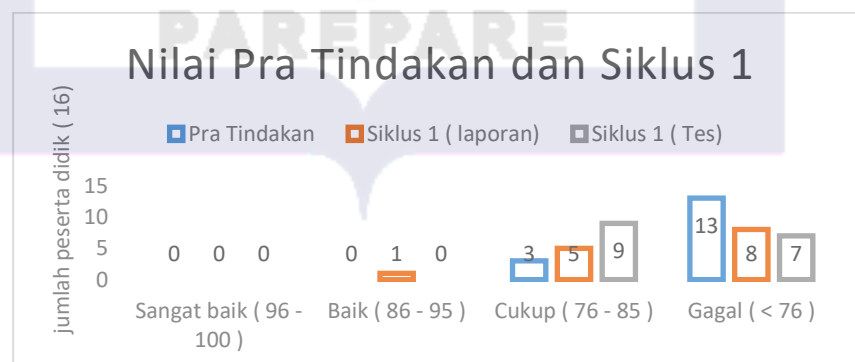 PAREPARE
Nilai Pra Tindakan dan Siklus 1
Pra Tindakan Siklus 1 ( laporan) Siklus 1 ( Tes)
jumlah peserta didik ( 16)
15
10
5
0
0 0 0 0 1 0 3 5 9 13 8 7
Sangat baik ( 96 - 100 )
Baik ( 86 - 95 )
Cukup ( 76 - 85 )
Gagal ( < 76 )